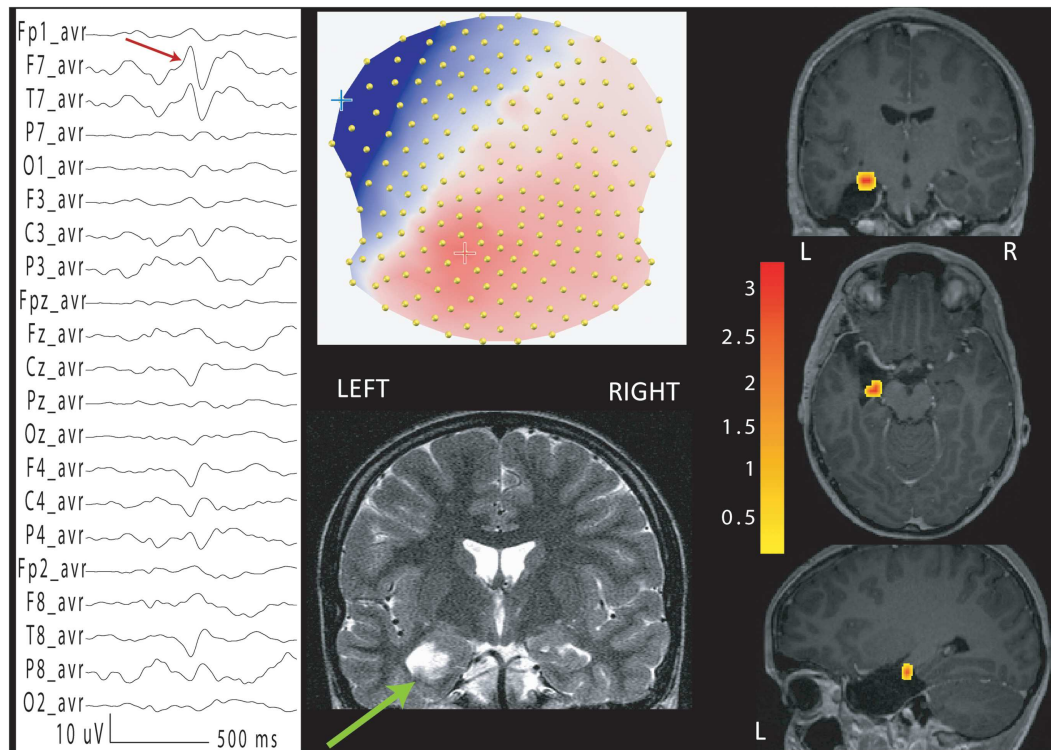 Fp1_avr
F7_avr
T7_avr
P7_avr
O1_avr
F3_avr
C3_avr
P3_avr
Fpz_avr
Fz_avr
Cz_avr
Pz_avr
Oz_avr
F4_avr
C4_avr
P4_avr
Fp2_avr
F8_avr
T8_avr
P8_avr
O2_avr
10 uV
500 ms
LEFT RIGHT
L R
3
2.5
2
1.5
1
0.5
L